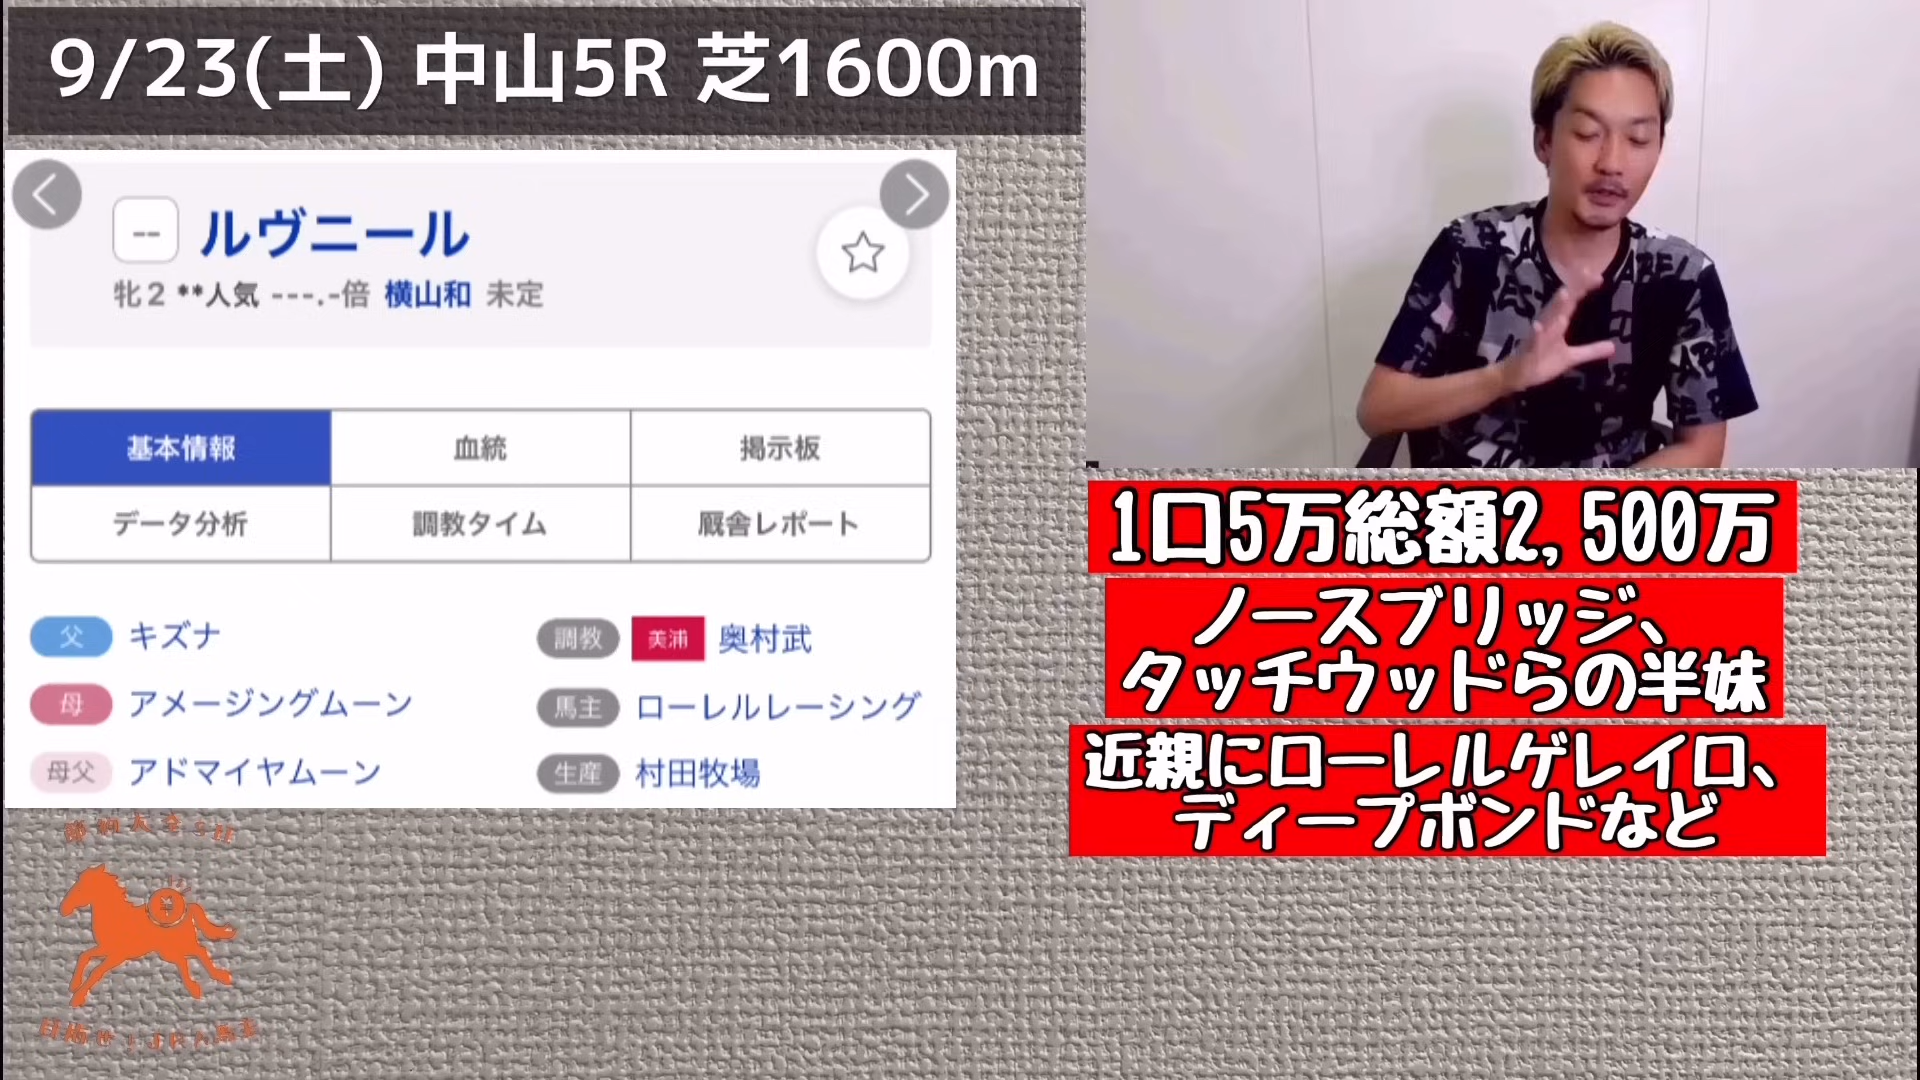 9/23(土) 中山5R 芝1600m
--
ルヴニール
牝2 **人気 ---.-倍 横山和 未定
基本情報 血統 掲示板
データ分析 調教タイム 厩舎レポート
父 キズナ 調教 美浦 奥村武
母 アメージングムーン 馬主 ローレルレーシング
母父 アドマイヤムーン 生産 村田牧場
1口5万総額2,500万
ノースブリッジ、
タッチウッドらの半妹
近親にローレルゲレイロ、
ディープボンドなど